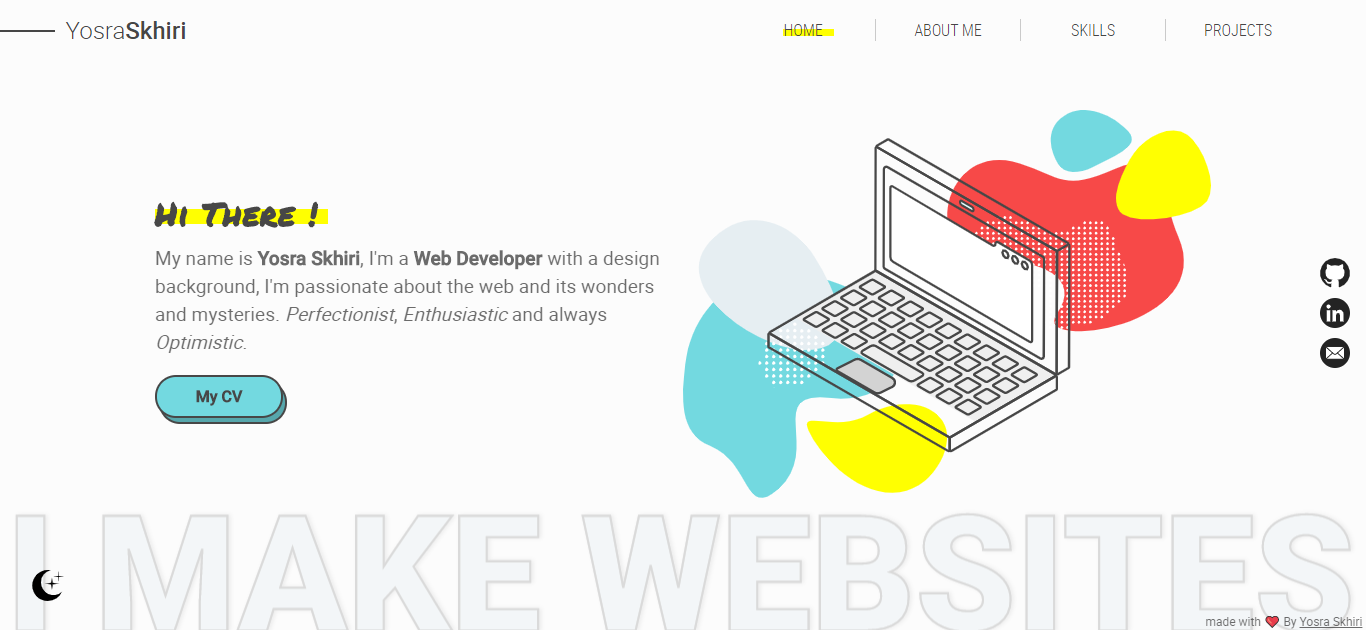 YosraSkhiri
HOME
ABOUT ME
SKILLS
PROJECTS
Hi There !
My name is Yosra Skhiri, I'm a Web Developer with a design
background, I'm passionate about the web and its wonders
and mysteries. Perfectionist, Enthusiastic and always
Optimistic.
My CV
in
I MAKE WEBSITES
made with ❤️ By Yosra Skhiri